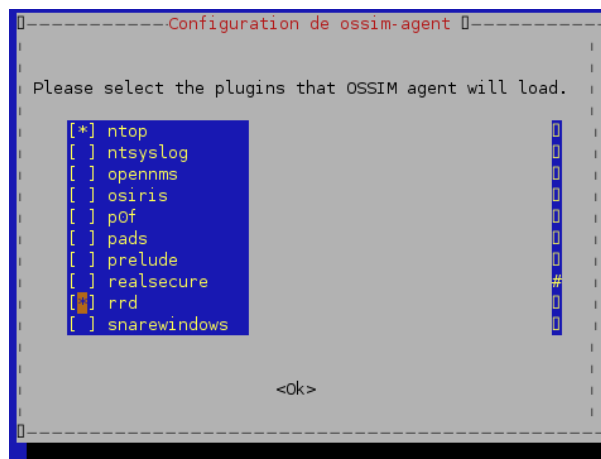 Configuration de ossim-agent
Please select the plugins that OSSIM agent will load.
[*] ntop
[ ] ntsyslog
[ ] opennms
[ ] osiris
[ ] p0f
[ ] pads
[ ] prelude
[ ] realsecure #
[*] rrd
[ ] snarewindows
<Ok>